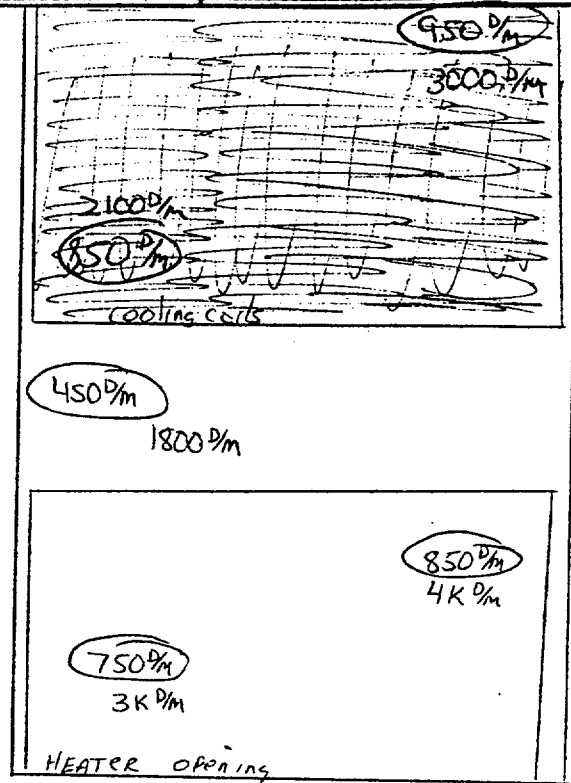 950 D/m
3000 D/m
2100 D/m
850 D/m
cooling coils
450 D/m
1800 D/m
850 D/m
4K D/m
750 D/m
3K D/m
HEATER OPENING